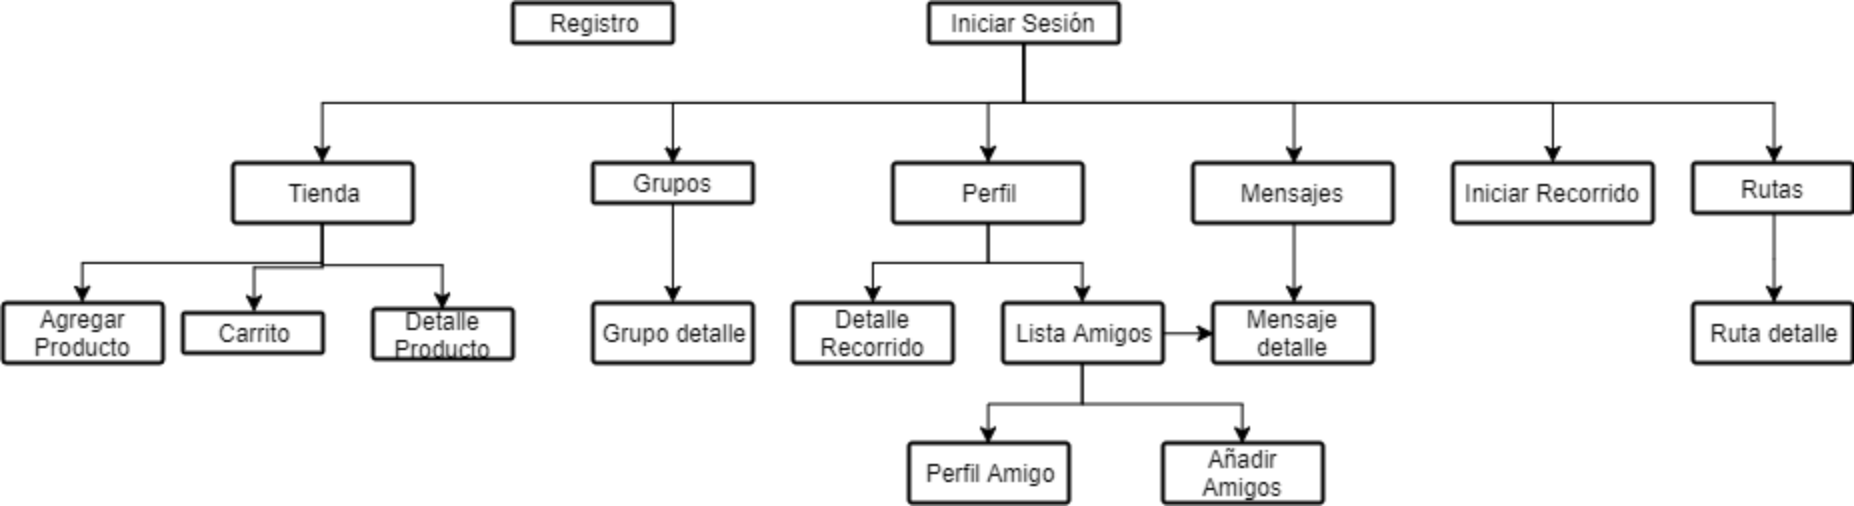 Registro
Iniciar Sesión
Tienda
Grupos
Perfil
Mensajes
Iniciar Recorrido
Rutas
Agregar
Producto
Carrito
Detalle
Producto
Grupo detalle
Detalle
Recorrido
Lista Amigos
Mensaje
detalle
Ruta detalle
Perfil Amigo
Añadir
Amigos